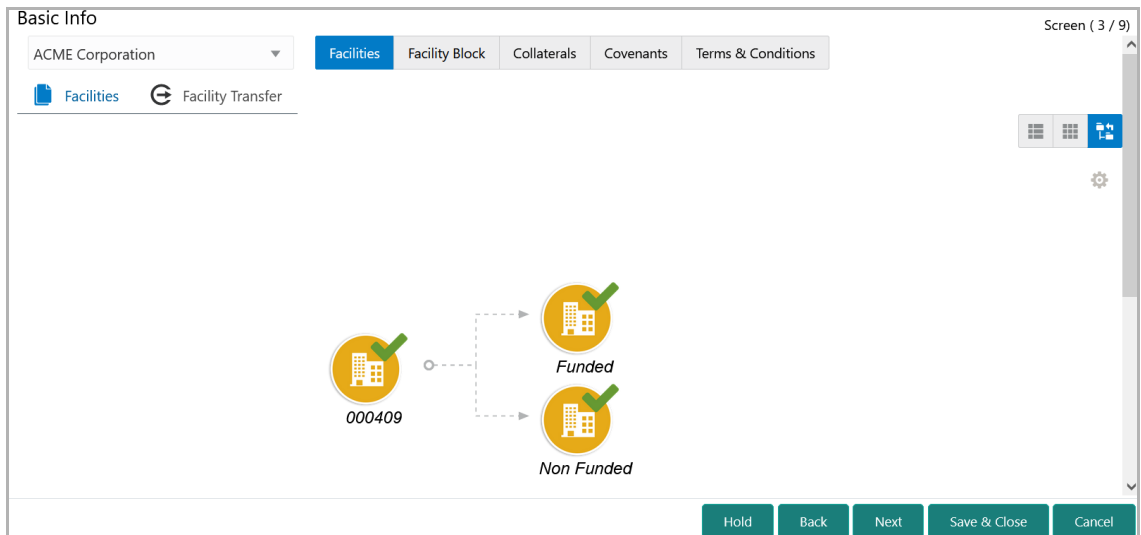 Basic Info
Screen ( 3 / 9)
ACME Corporation
Facilities Facility Block Collaterals Covenants Terms & Conditions
Facilities Facility Transfer
Funded
000409
Non Funded
Hold Back Next Save & Close Cancel